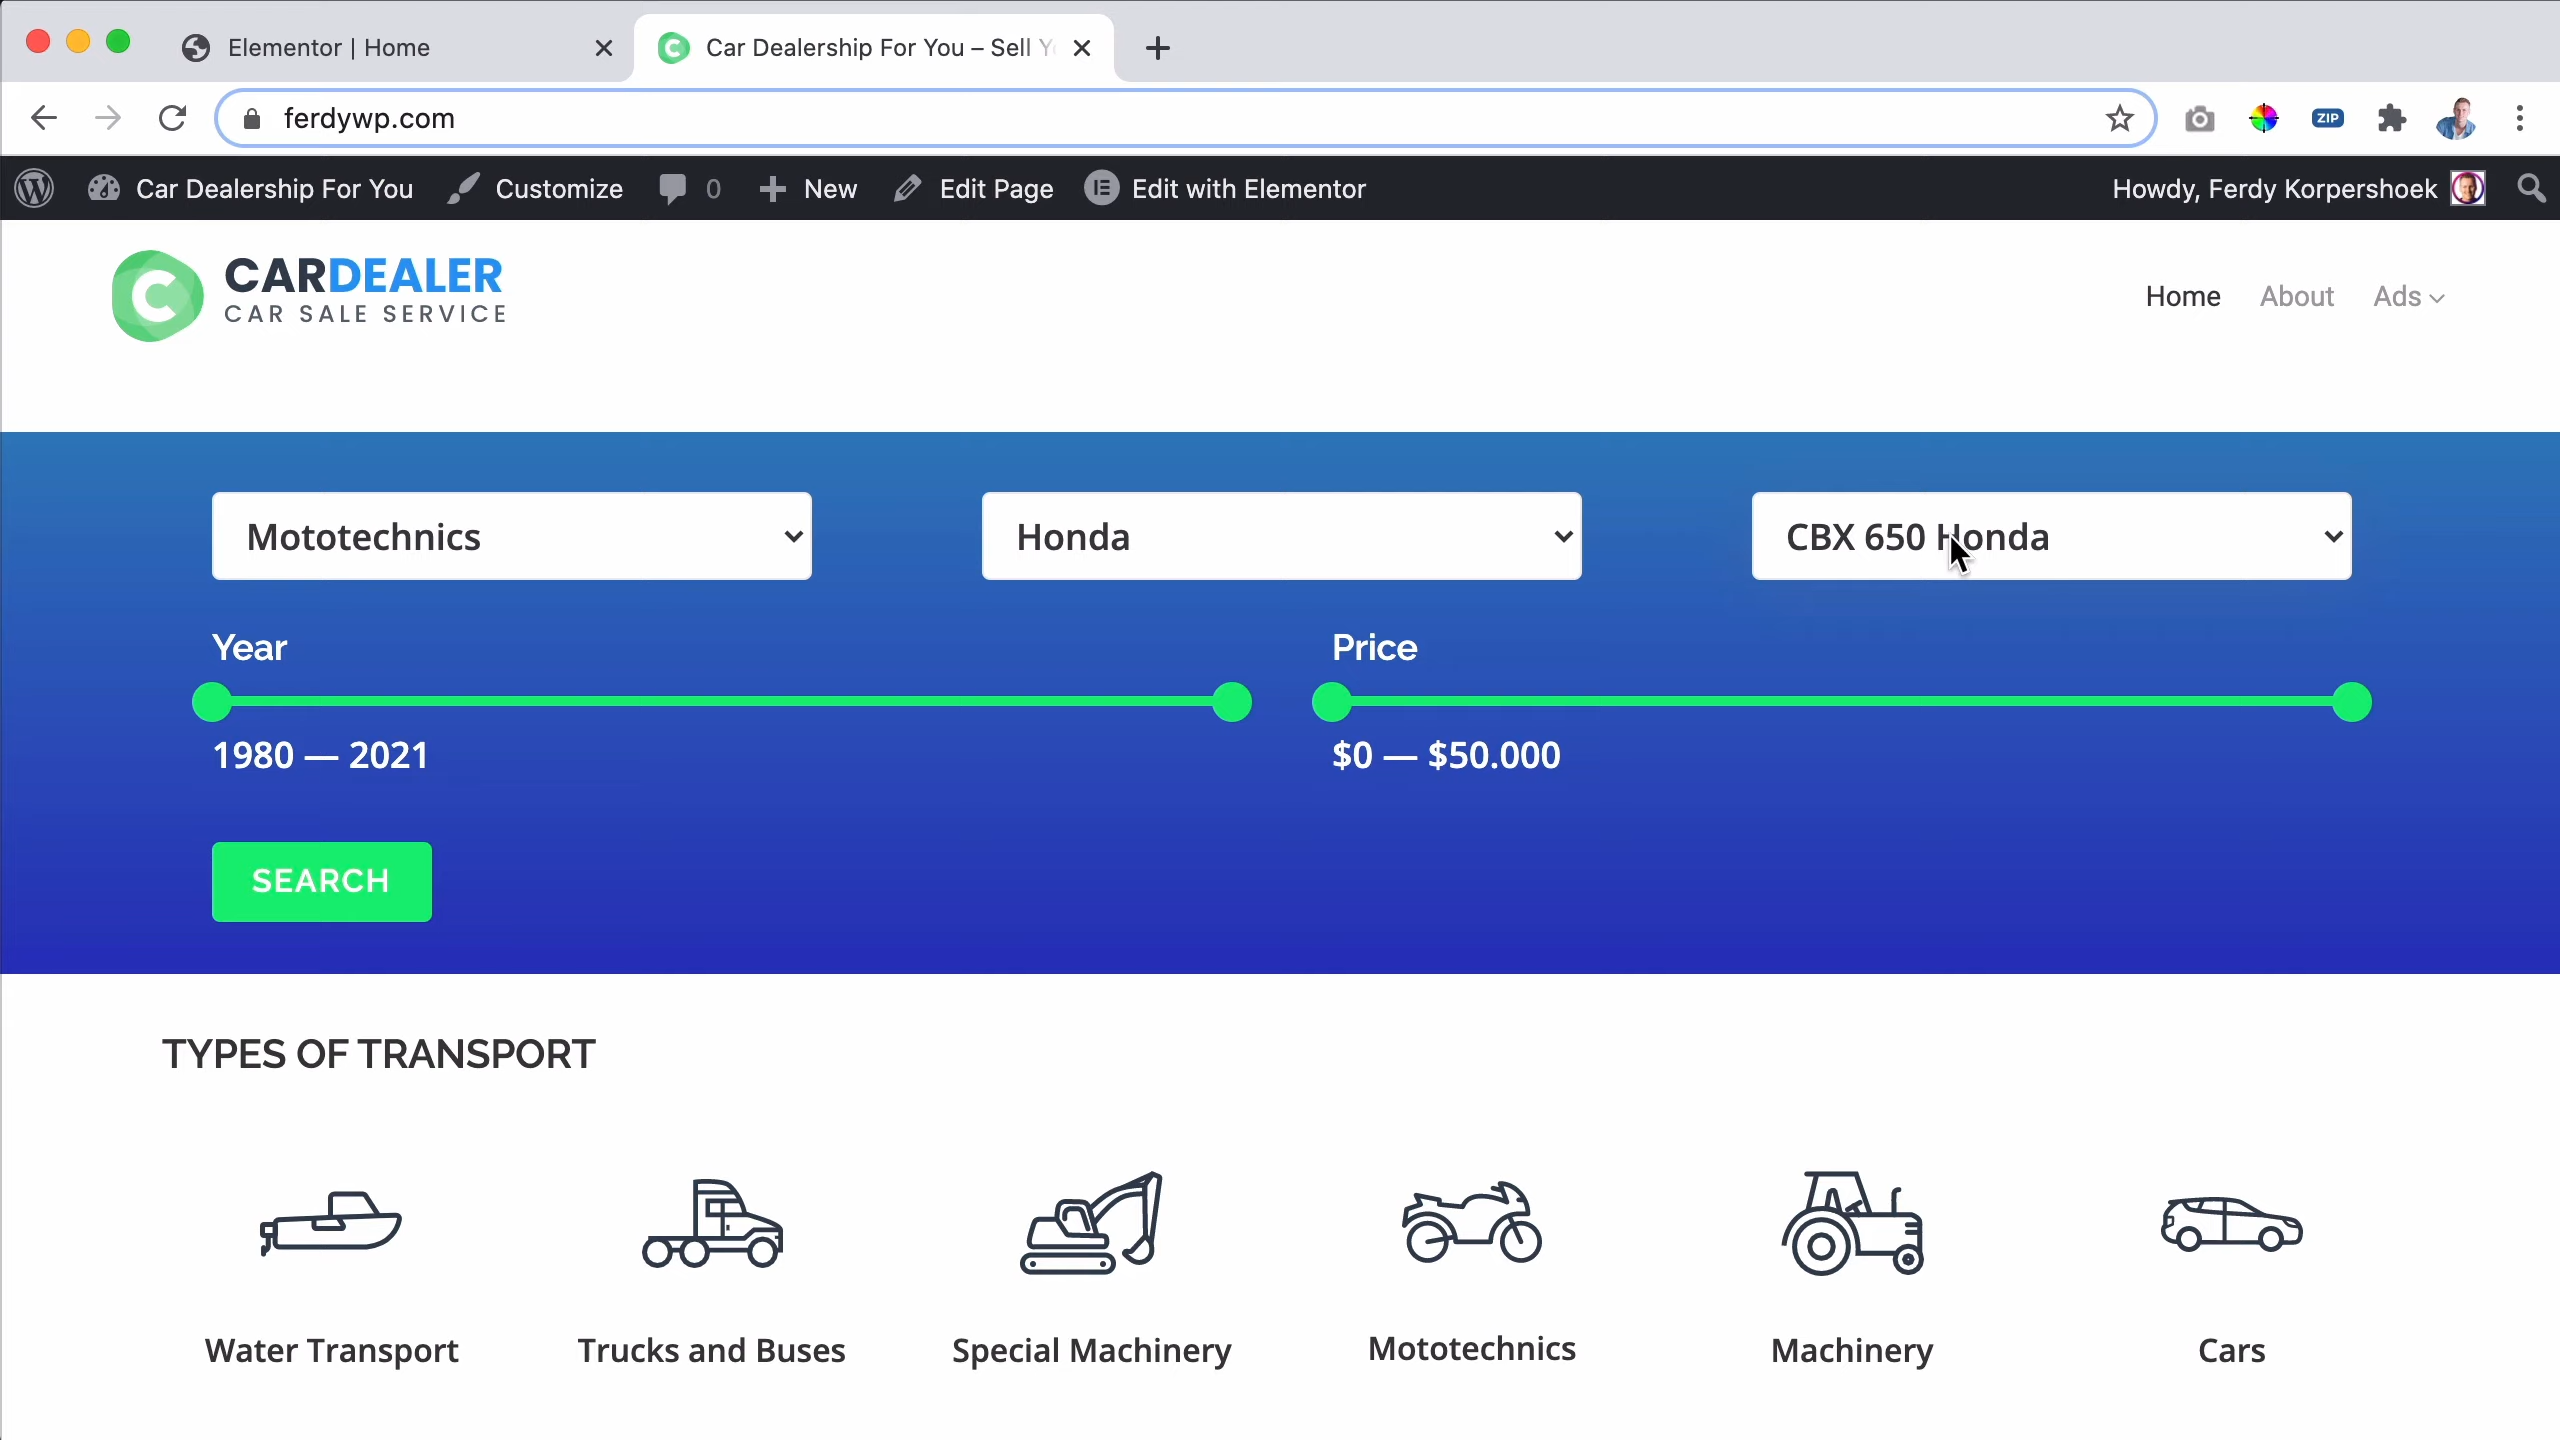 Elementor | Home
Car Dealership For You – Sell Y
ferdywp.com
ZIP
Car Dealership For You
Customize
0
New
Edit Page
Edit with Elementor
Howdy, Ferdy Korpershoek
CARDEALER
CAR SALE SERVICE
Home
About
Ads
Mototechnics
Honda
CBX 650 Honda
Year
Price
1980 — 2021
$0 — $50.000
SEARCH
TYPES OF TRANSPORT
Water Transport
Trucks and Buses
Special Machinery
Mototechnics
Machinery
Cars